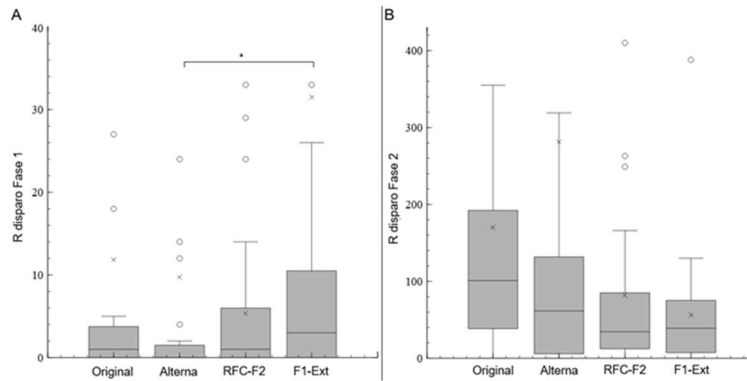 A
40
30
20
10
0
R disparo Fase 1
*
Original Alterna RFC-F2 F1-Ext
B
400
300
200
100
0
R disparo Fase 2
Original Alterna RFC-F2 F1-Ext